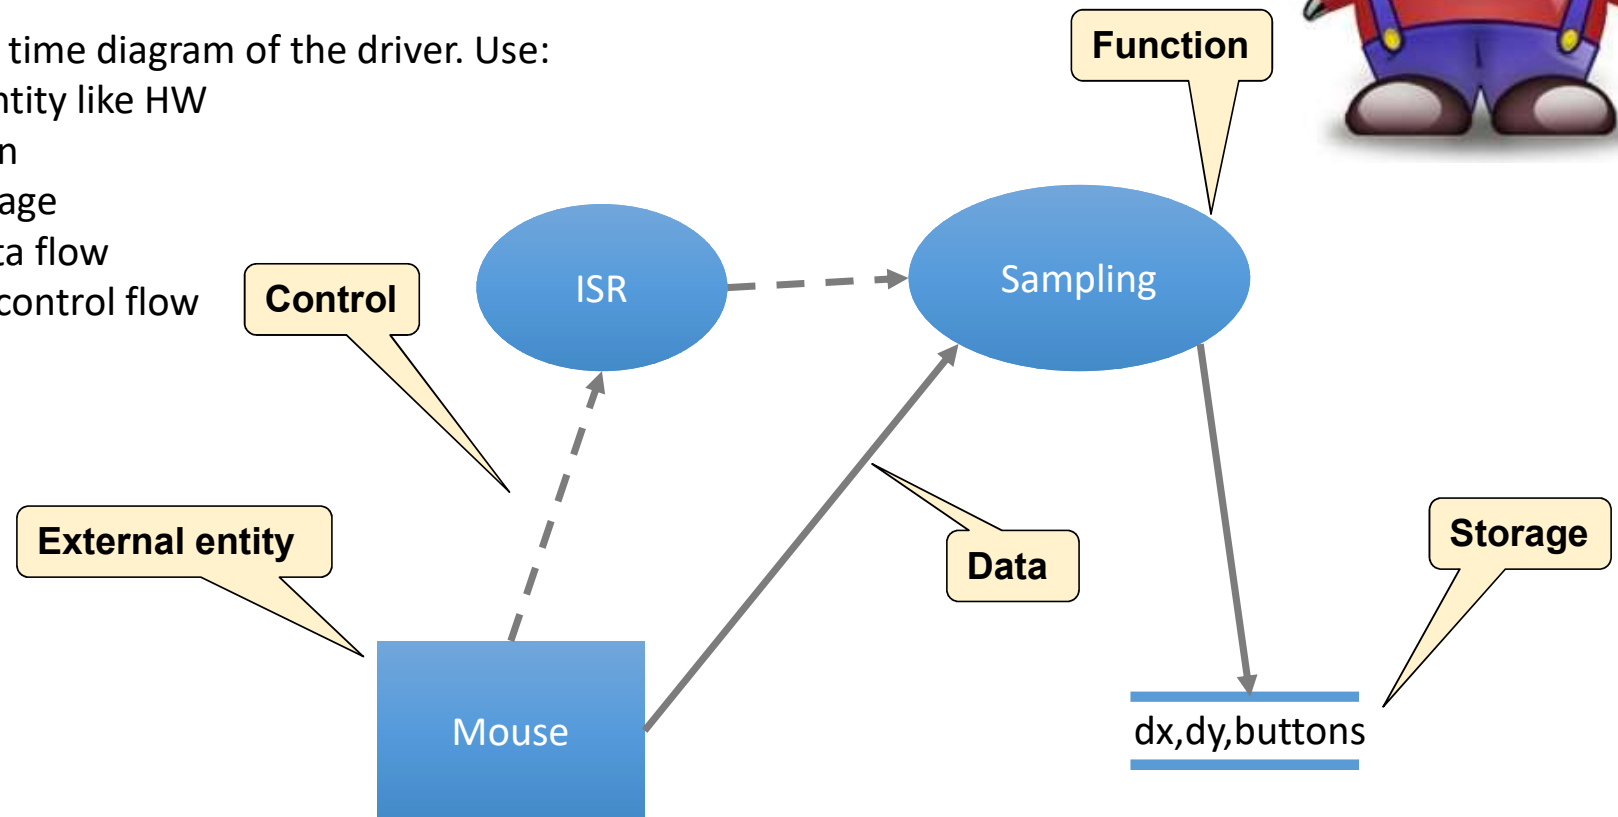 time diagram of the driver. Use:
ntity like HW
n
age
ta flow
control flow
Function
ISR
Sampling
Control
External entity
Data
Storage
Mouse
dx,dy,buttons